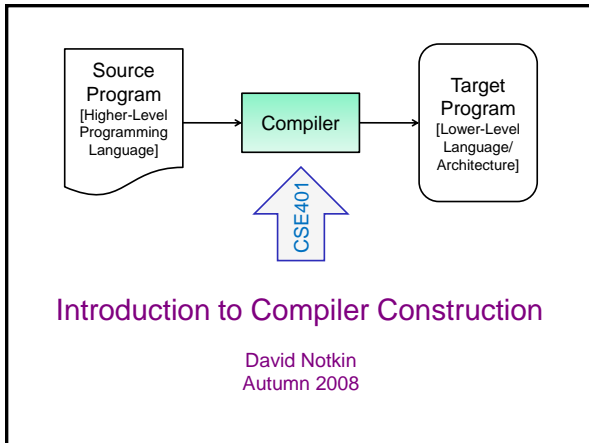 Source
Program
[Higher-Level
Programming
Language]
Compiler
Target
Program
[Lower-Level
Language/
Architecture]
CSE401
Introduction to Compiler Construction
David Notkin
Autumn 2008